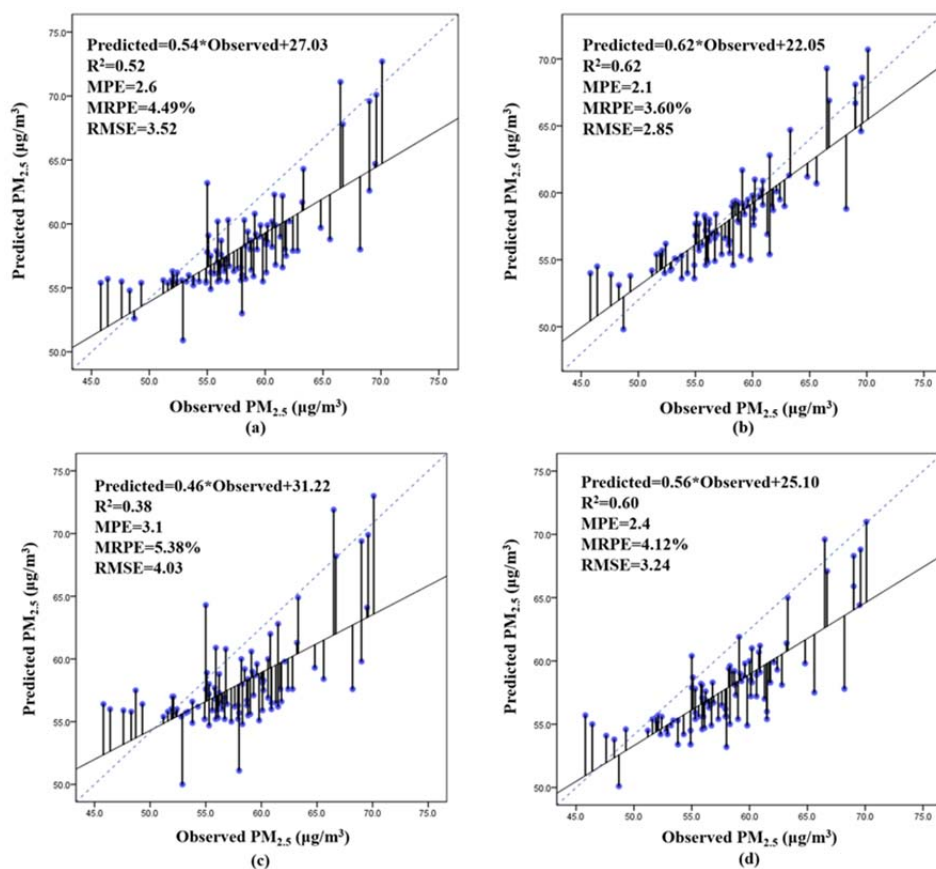 Predicted=0.54*Observed+27.03
R²=0.52
MPE=2.6
MRPE=4.49%
RMSE=3.52
Predicted PM₂.₅ (µg/m³)
75.0
70.0
65.0
60.0
55.0
50.0
45.0 50.0 55.0 60.0 65.0 70.0 75.0
Observed PM₂.₅ (µg/m³)
(a)
Predicted=0.62*Observed+22.05
R²=0.62
MPE=2.1
MRPE=3.60%
RMSE=2.85
Predicted PM₂.₅ (µg/m³)
75.0
70.0
65.0
60.0
55.0
50.0
45.0 50.0 55.0 60.0 65.0 70.0 75.0
Observed PM₂.₅ (µg/m³)
(b)
Predicted=0.46*Observed+31.22
R²=0.38
MPE=3.1
MRPE=5.38%
RMSE=4.03
Predicted PM₂.₅ (µg/m³)
75.0
70.0
65.0
60.0
55.0
50.0
45.0 50.0 55.0 60.0 65.0 70.0 75.0
Observed PM₂.₅ (µg/m³)
(c)
Predicted=0.56*Observed+25.10
R²=0.60
MPE=2.4
MRPE=4.12%
RMSE=3.24
Predicted PM₂.₅ (µg/m³)
75.0
70.0
65.0
60.0
55.0
50.0
45.0 50.0 55.0 60.0 65.0 70.0 75.0
Observed PM₂.₅ (µg/m³)
(d)